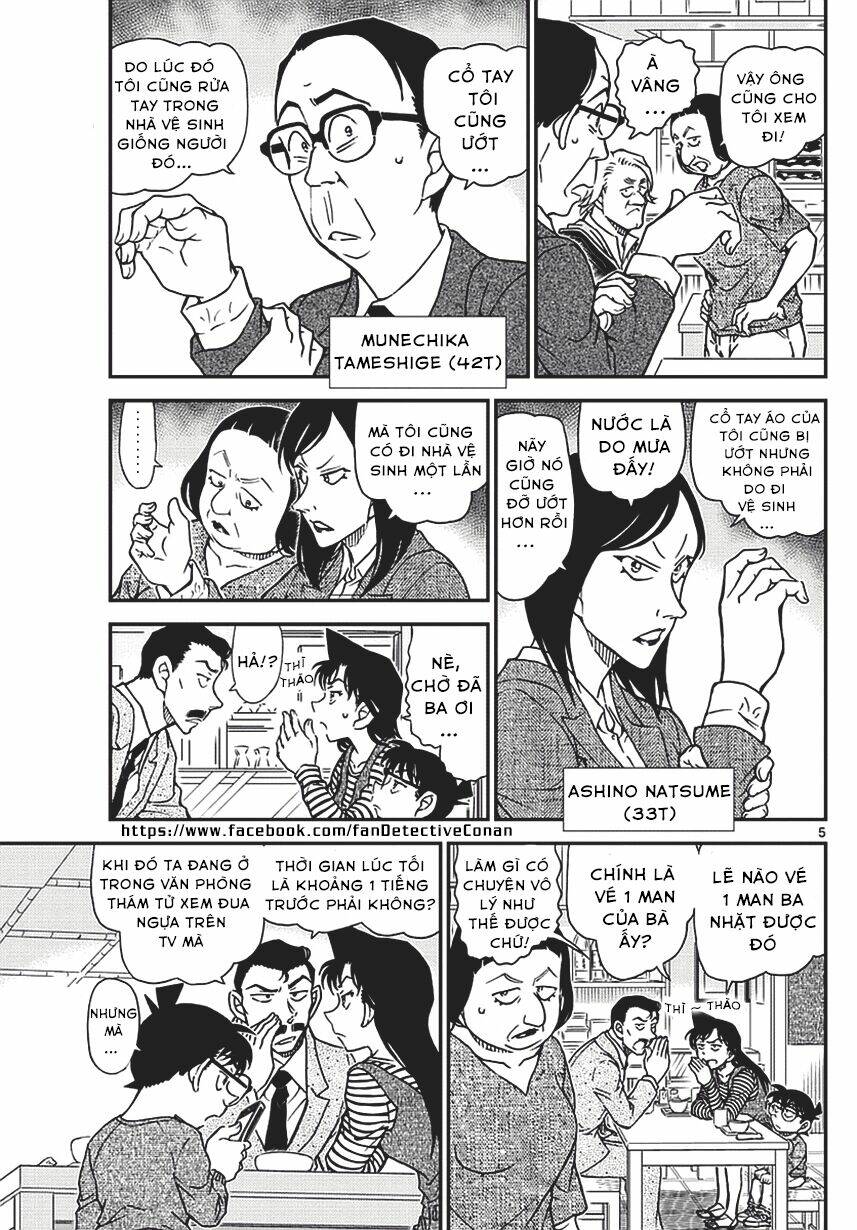 VẬY ÔNG
CŨNG CHO
TÔI XEM
ĐI!
À
VÂNG
...
CỔ TAY
TÔI
CŨNG
ƯỚT
...
DO LÚC ĐÓ
TÔI CŨNG RỬA
TAY TRONG
NHÀ VỆ SINH
GIỐNG NGƯỜI
ĐÓ...
MUNECHIKA
TAMESHIGE (42T)
CỔ TAY ÁO CỦA
TÔI CŨNG BỊ
ƯỚT NHƯNG
KHÔNG PHẢI
DO ĐI
VỆ SINH
...
NƯỚC LÀ
DO MƯA
ĐẤY!
NÃY
GIỜ NÓ
CŨNG
ĐỠ ƯỚT
HƠN RỒI
ASHINO NATSUME
(33T)
MÀ TÔI CŨNG
CÓ ĐI NHÀ VỆ
SINH MỘT LẦN
...
......
NÈ,
CHỜ ĐÃ
BA ƠI
...
THÌ
THÀO
HẢ!?
https://www.facebook.com/fanDetectiveConan
5
LẼ NÀO VÉ
1 MAN BA
NHẶT ĐƯỢC
ĐÓ
CHÍNH LÀ
VÉ 1 MAN
CỦA BÀ
ẤY?
THÌ ~ THÀO
LÀM GÌ CÓ
CHUYỆN VÔ
LÝ NHƯ
THẾ ĐƯỢC
CHỨ!
THỜI GIAN LÚC TỐI
LÀ KHOẢNG 1 TIẾNG
TRƯỚC PHẢI KHÔNG?
KHI ĐÓ TA ĐANG Ở
TRONG VĂN PHÒNG
THÁM TỬ XEM ĐUA
NGỰA TRÊN
TV MÀ
NHƯNG
MÀ
...